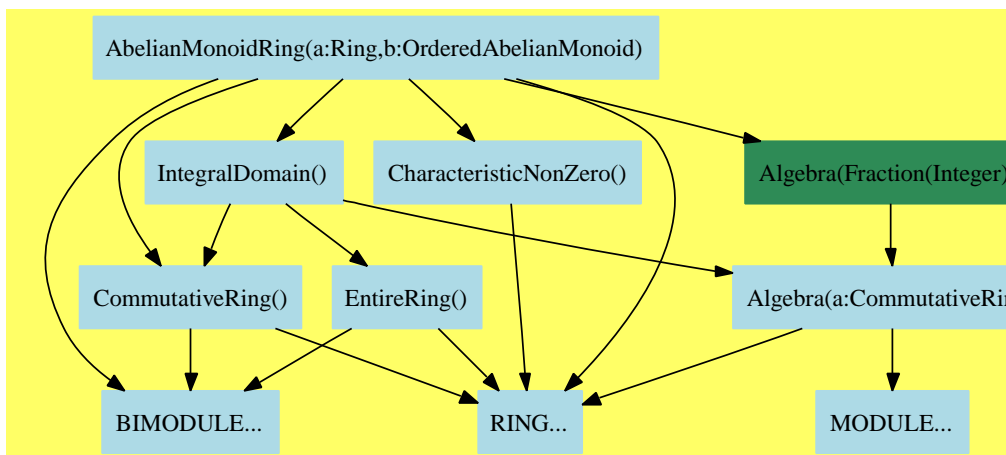 AbelianMonoidRing(a:Ring,b:OrderedAbelianMonoid)
IntegralDomain()
CharacteristicNonZero()
Algebra(Fraction(Integer)
CommutativeRing()
EntireRing()
Algebra(a:CommutativeRi
BIMODULE...
RING...
MODULE...